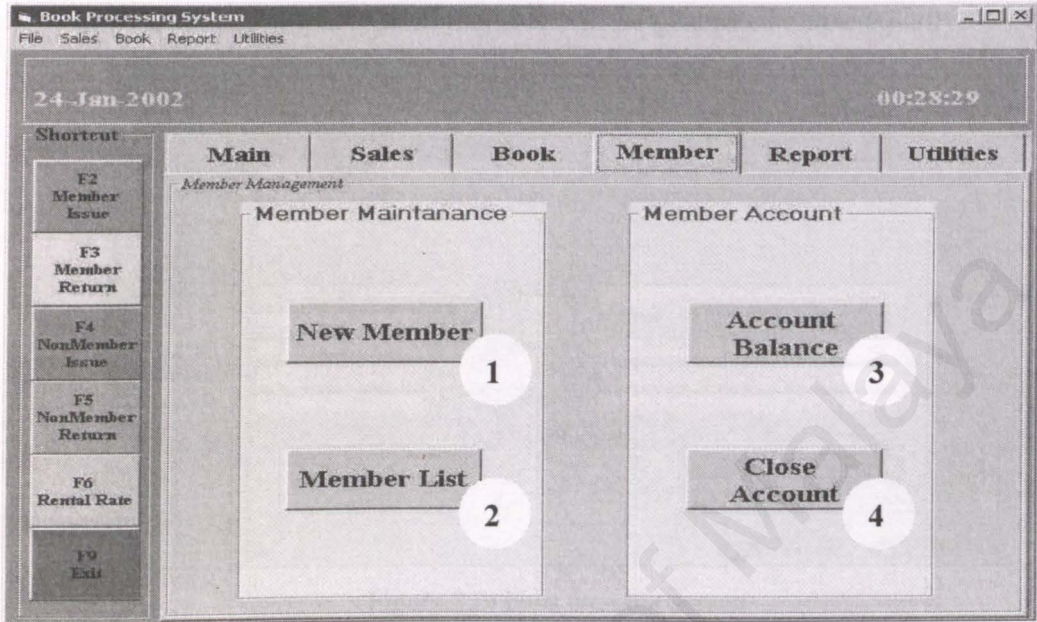 Book Processing System
File Sales Book Report Utilities
24-Jan-2002
00:28:29
Shortcut
F2
Member
Issue
F3
Member
Return
F4
NonMember
Issue
F5
NonMember
Return
F6
Rental Rate
F9
Exit
Main Sales Book Member Report Utilities
Member Management
Member Maintanance
New Member
1
Member List
2
Member Account
Account
Balance
3
Close
Account
4
of Malaya